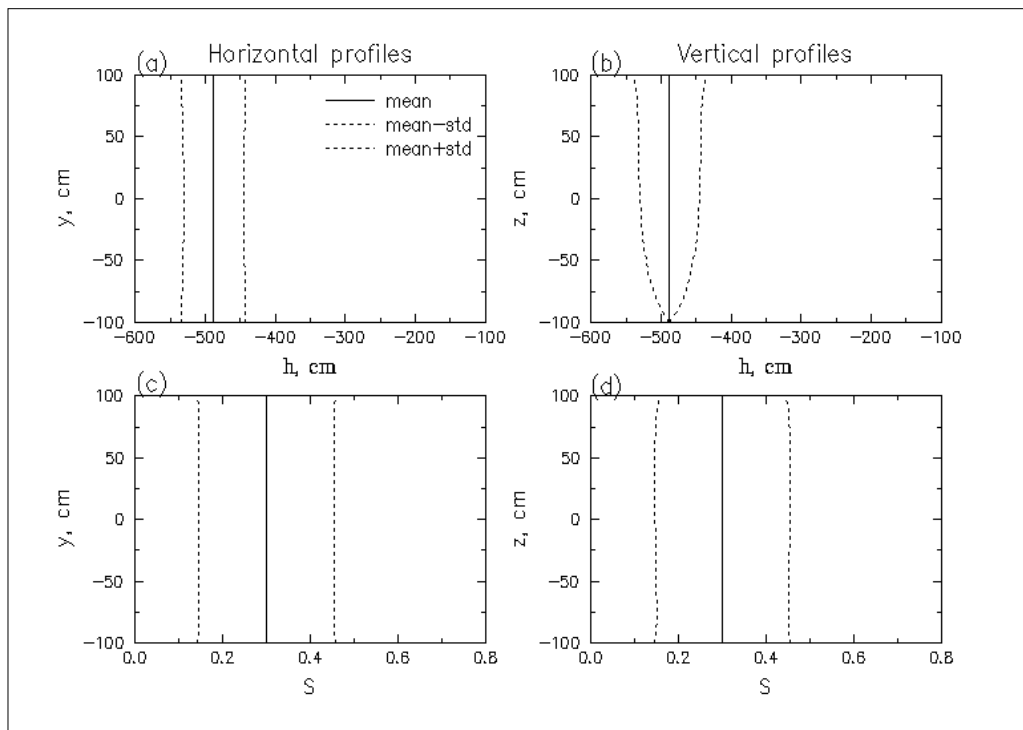 (a) Horizontal profiles
(b) Vertical profiles
100
50
0
−50
−100
y, cm
mean
mean−std
mean+std
−600 −500 −400 −300 −200 −100
h, cm
100
50
0
−50
−100
z, cm
−600 −500 −400 −300 −200 −100
h, cm
(c)
100
50
0
−50
−100
y, cm
0.0 0.2 0.4 0.6 0.8
S
(d)
100
50
0
−50
−100
z, cm
0.0 0.2 0.4 0.6 0.8
S